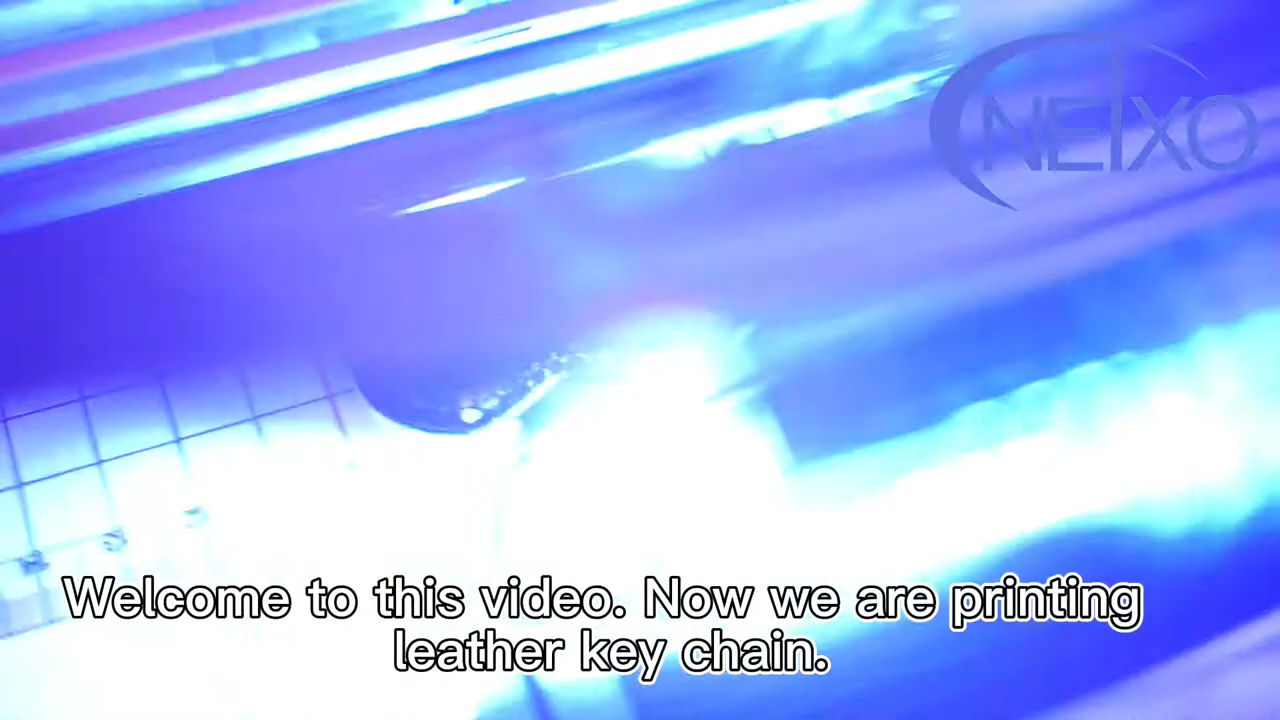 NEIXO
Welcome to this video. Now we are printing
leather key chain.